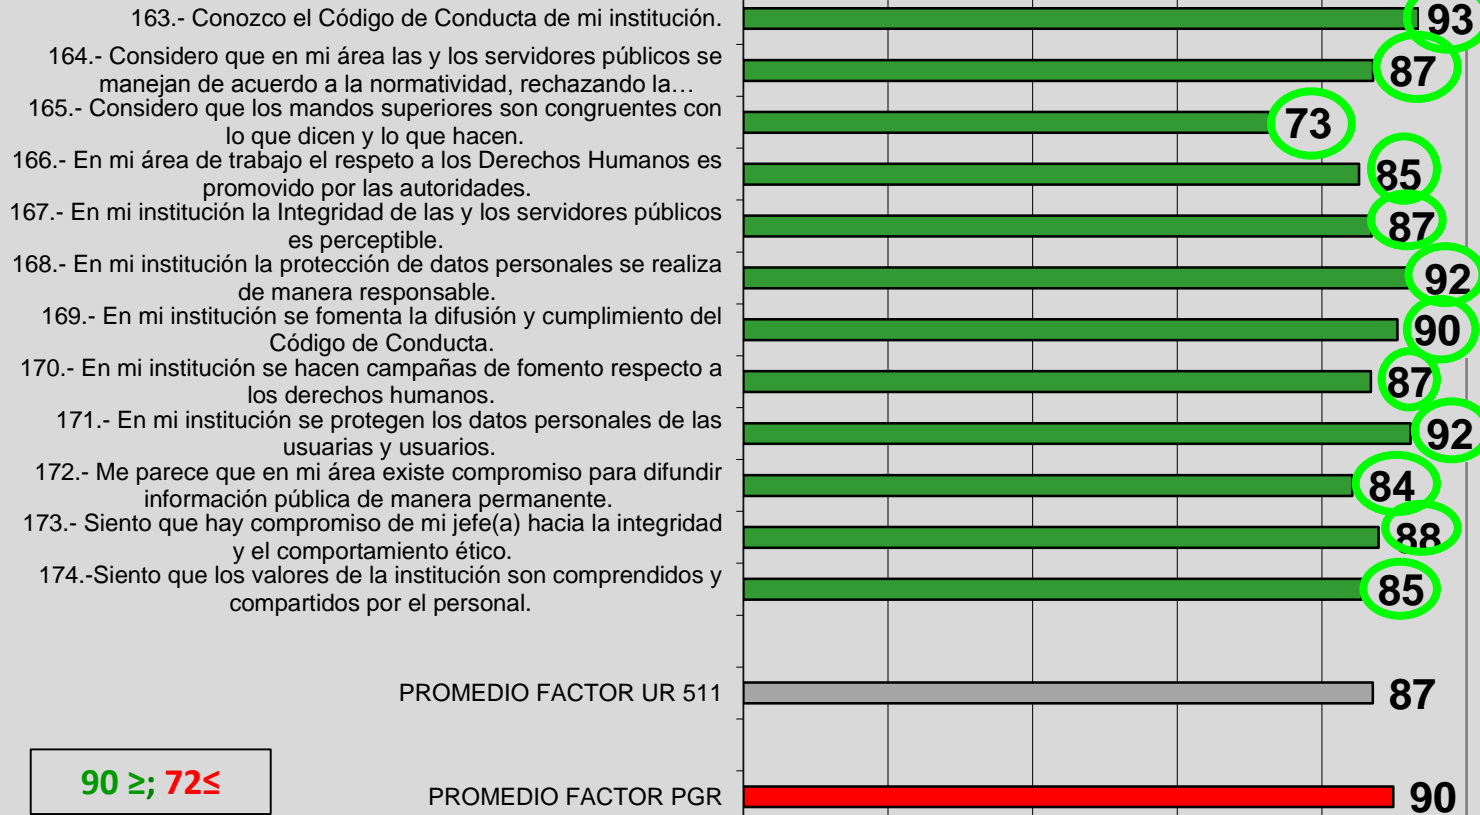 163.- Conozco el Código de Conducta de mi institución.
93
164.- Considero que en mi área las y los servidores públicos se
manejan de acuerdo a la normatividad, rechazando la…
87
165.- Considero que los mandos superiores son congruentes con
lo que dicen y lo que hacen.
73
166.- En mi área de trabajo el respeto a los Derechos Humanos es
promovido por las autoridades.
85
167.- En mi institución la Integridad de las y los servidores públicos
es perceptible.
87
168.- En mi institución la protección de datos personales se realiza
de manera responsable.
92
169.- En mi institución se fomenta la difusión y cumplimiento del
Código de Conducta.
90
170.- En mi institución se hacen campañas de fomento respecto a
los derechos humanos.
87
171.- En mi institución se protegen los datos personales de las
usuarias y usuarios.
92
172.- Me parece que en mi área existe compromiso para difundir
información pública de manera permanente.
84
173.- Siento que hay compromiso de mi jefe(a) hacia la integridad
y el comportamiento ético.
88
174.-Siento que los valores de la institución son comprendidos y
compartidos por el personal.
85
PROMEDIO FACTOR UR 511
87
90 ≥; 72≤
PROMEDIO FACTOR PGR
90